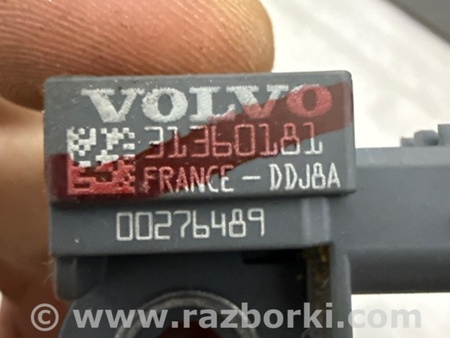 VOLVO
31360181
FRANCE-DDJ8A
00276489
© www.razborki.com